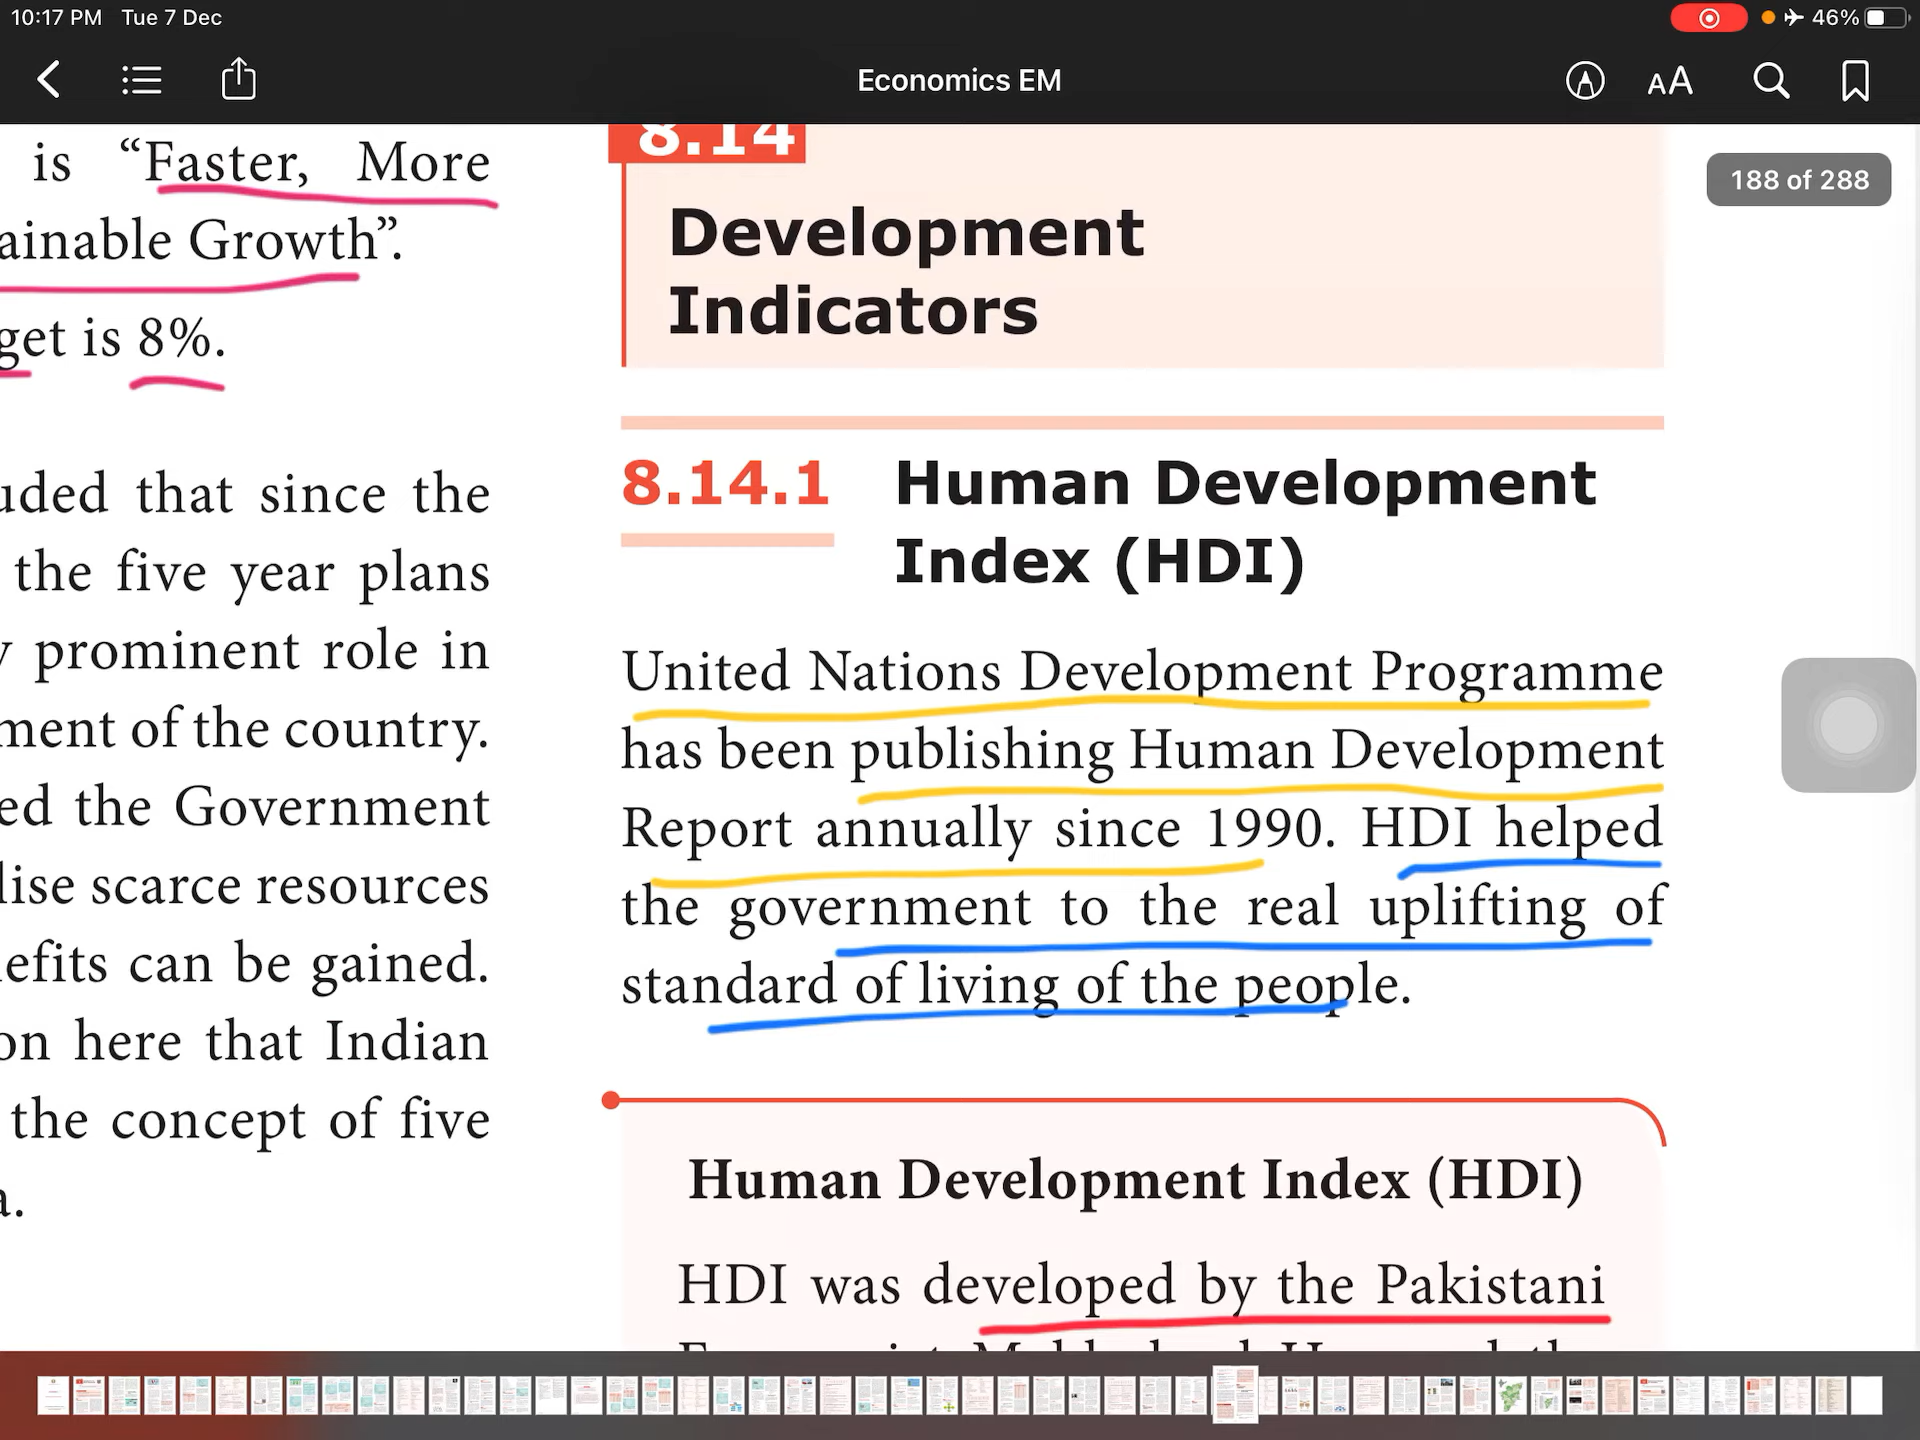 10:17 PM Tue 7 Dec
46%
Economics EM
188 of 288
is “Faster, More
ainable Growth”.
get is 8%.
uded that since the
the five year plans
y prominent role in
ment of the country.
ed the Government
lise scarce resources
efits can be gained.
on here that Indian
the concept of five
a.
8.14
Development
Indicators
8.14.1 Human Development
Index (HDI)
United Nations Development Programme
has been publishing Human Development
Report annually since 1990. HDI helped
the government to the real uplifting of
standard of living of the people.
Human Development Index (HDI)
HDI was developed by the Pakistani